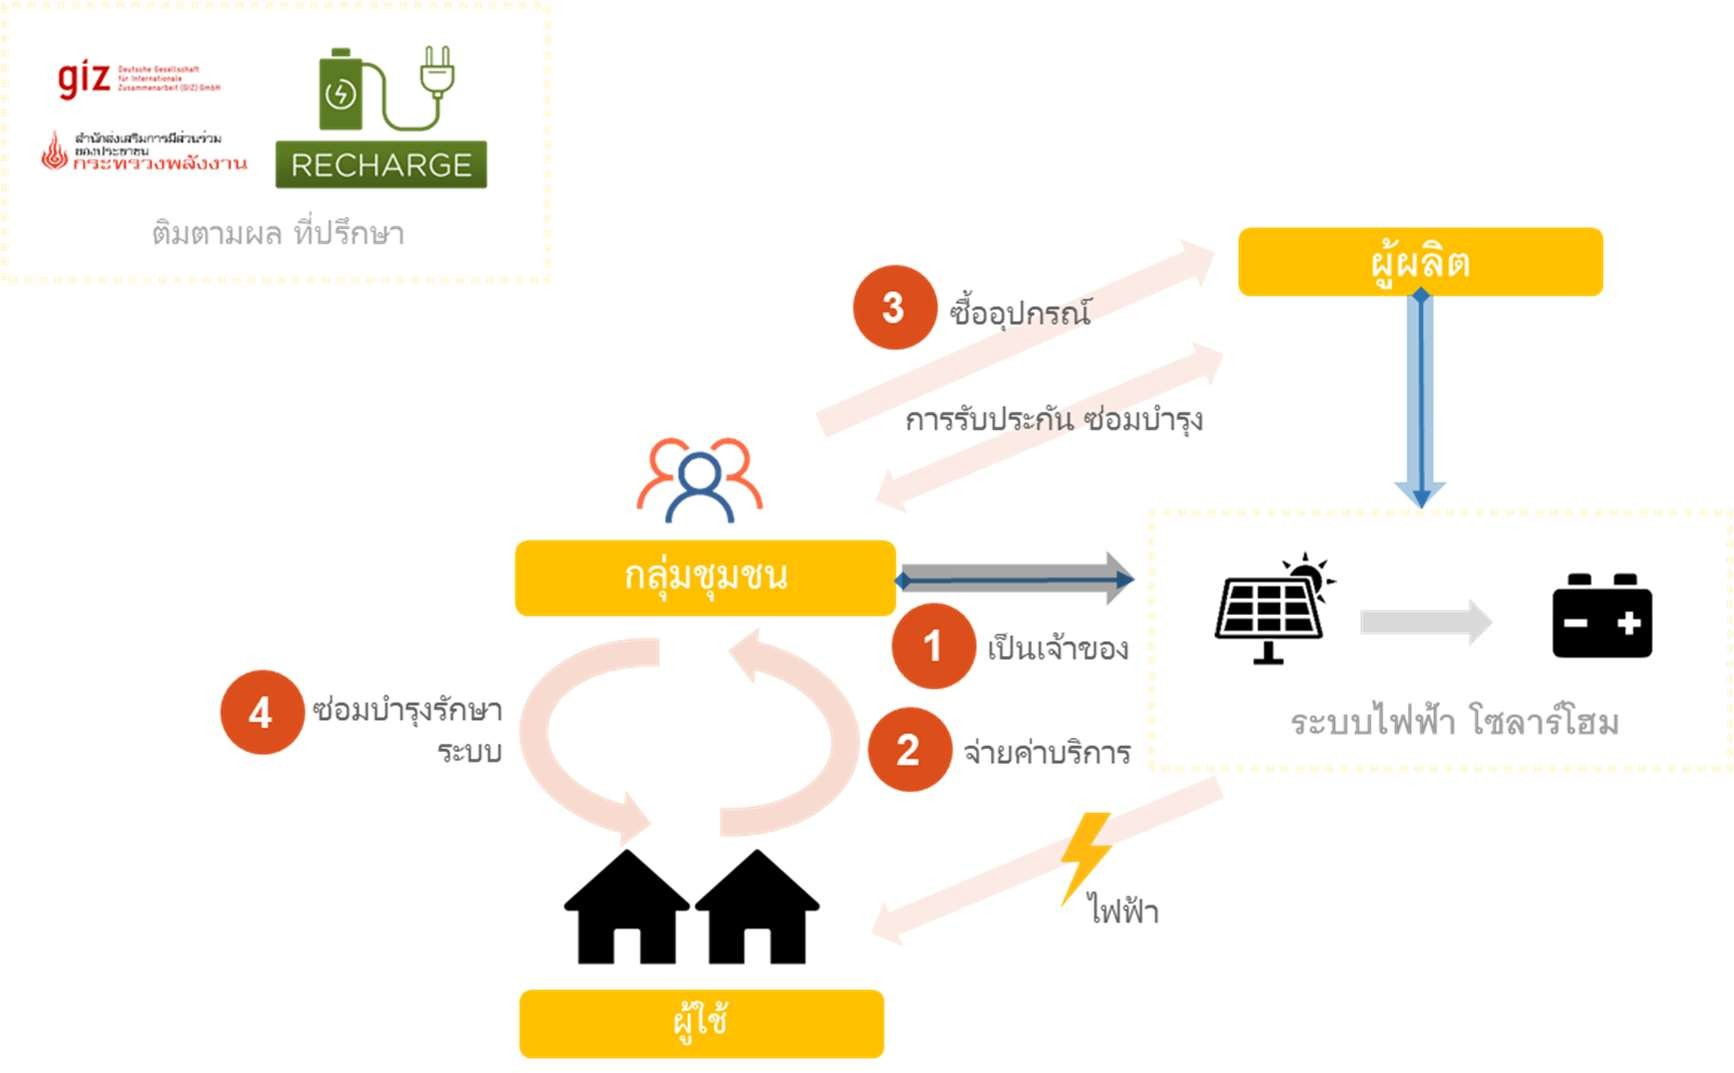 giz
Deutsche Gesellschaft
für Internationale
Zusammenarbeit (GIZ) GmbH
สำนักส่งเสริมการมีส่วนร่วม
ของประชาชน
กระทรวงพลังงาน
RECHARGE
ติมตามผล ที่ปรึกษา
ผู้ผลิต
3 ซื้ออุปกรณ์
การรับประกัน ซ่อมบำรุง
กลุ่มชุมชน
1 เป็นเจ้าของ
4 ซ่อมบำรุงรักษา
ระบบ
2 จ่ายค่าบริการ
ระบบไฟฟ้า โซลาร์โฮม
ไฟฟ้า
ผู้ใช้